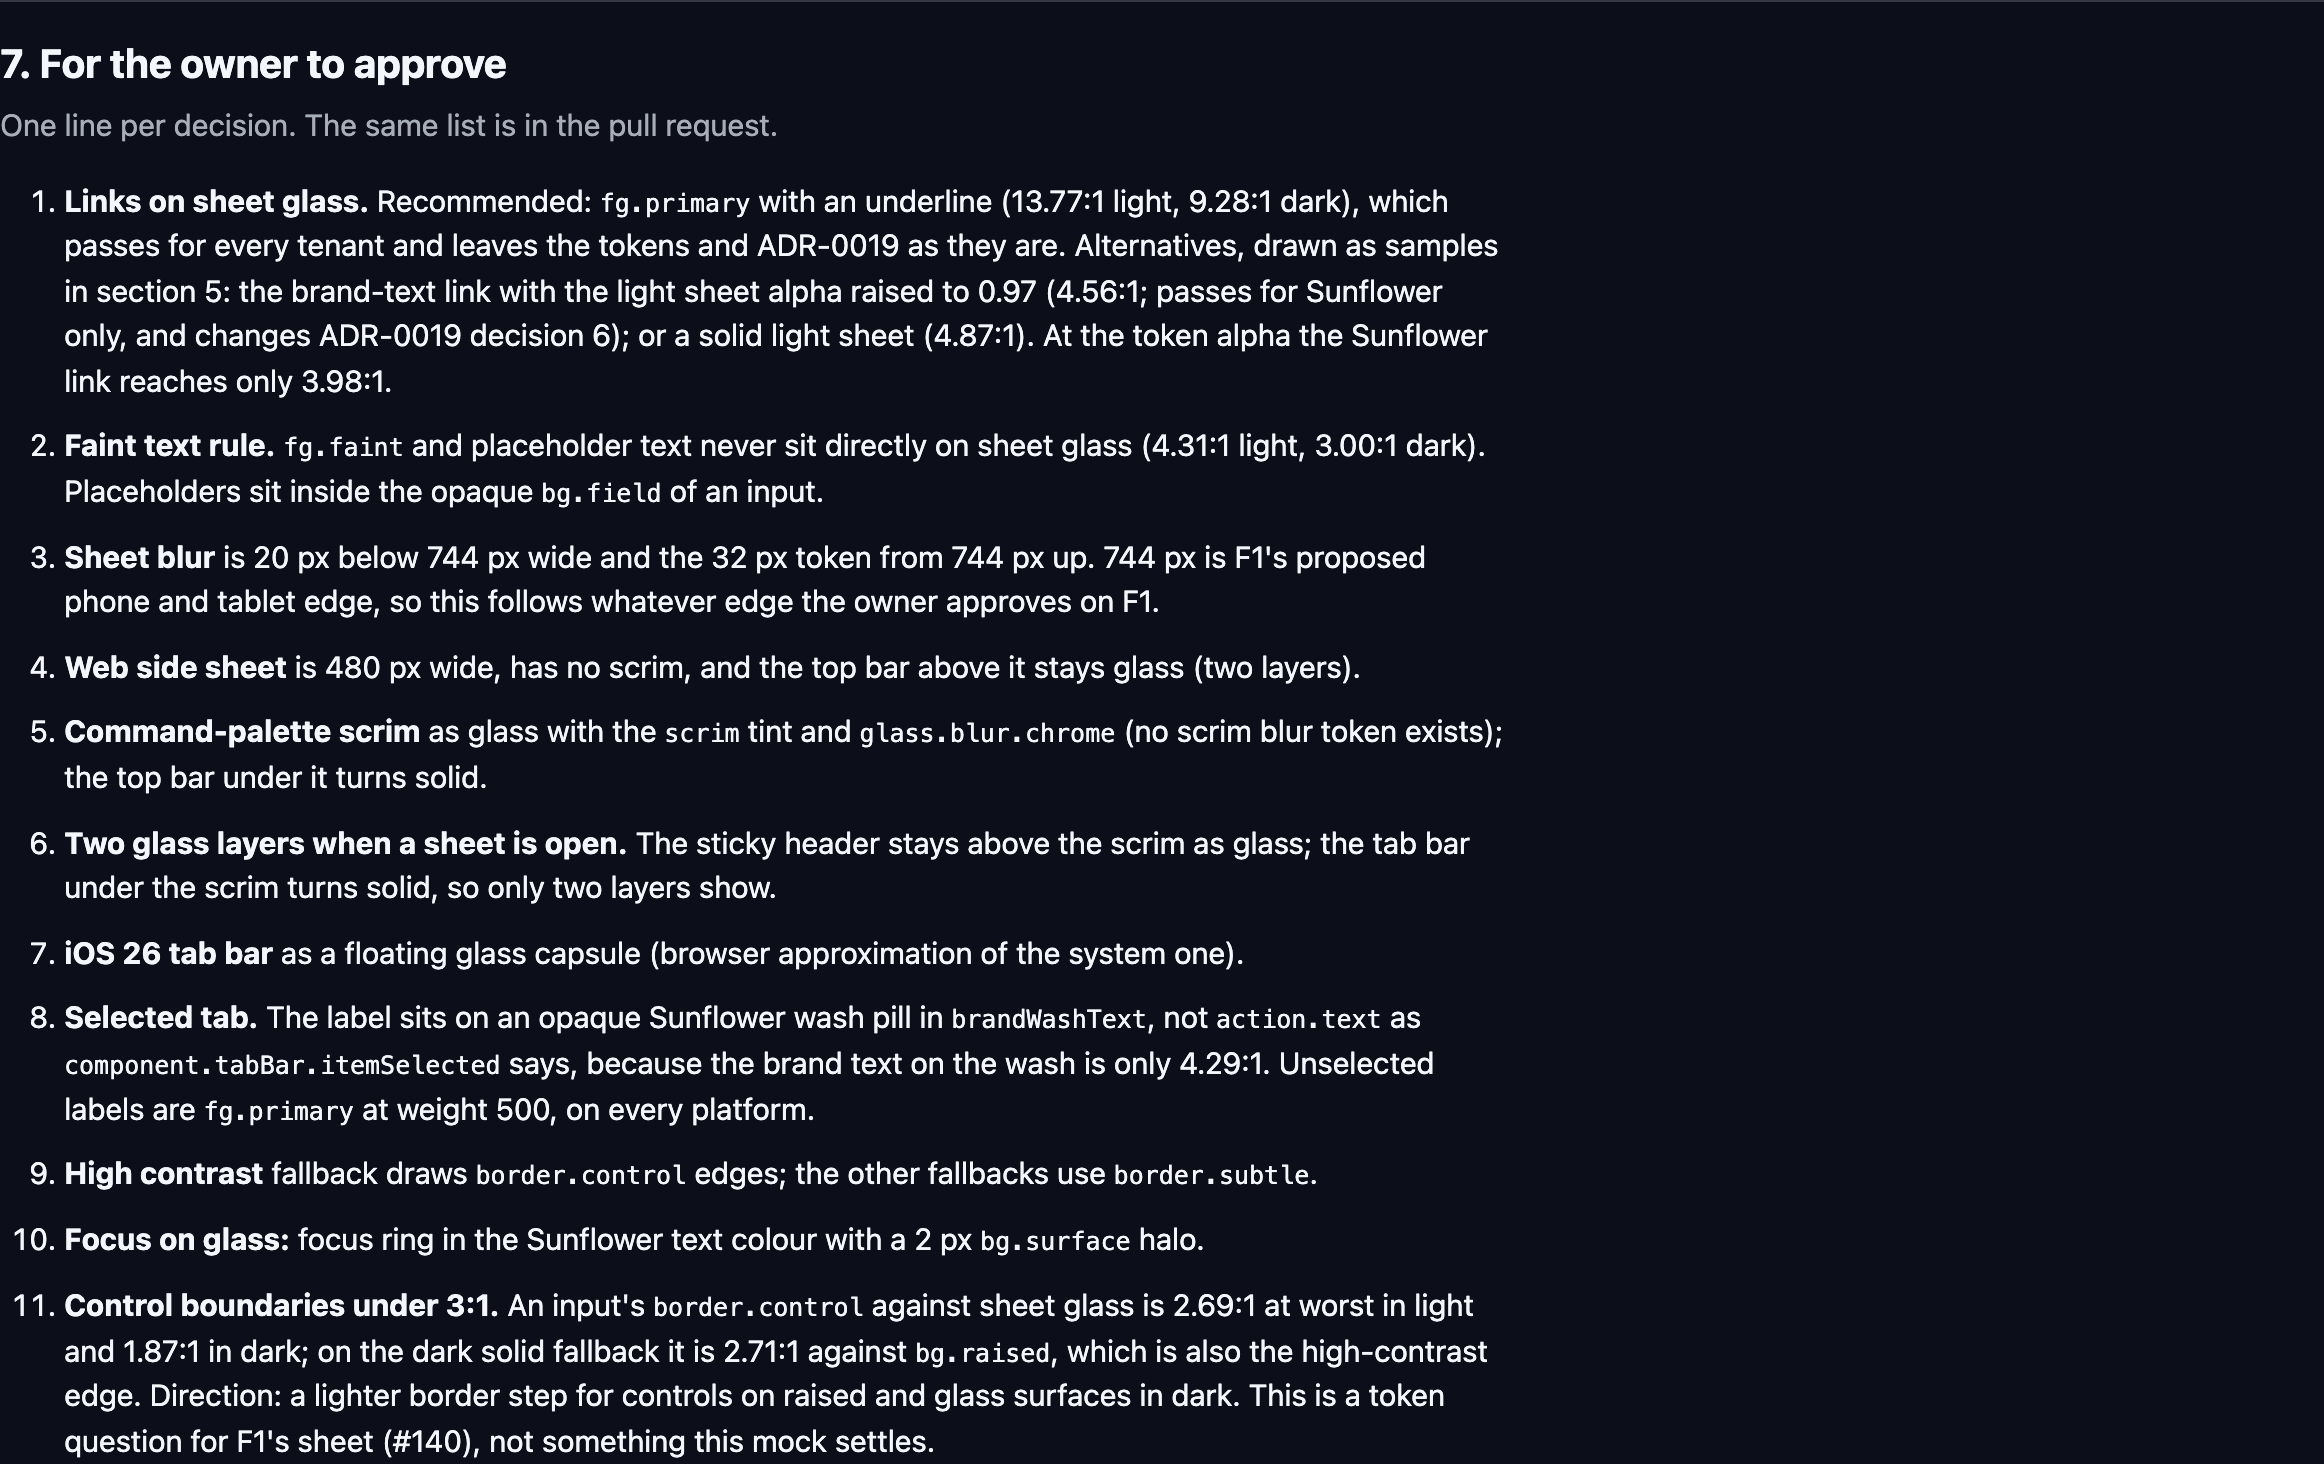 7. For the owner to approve
One line per decision. The same list is in the pull request.
1. Links on sheet glass. Recommended: fg.primary with an underline (13.77:1 light, 9.28:1 dark), which
passes for every tenant and leaves the tokens and ADR-0019 as they are. Alternatives, drawn as samples
in section 5: the brand-text link with the light sheet alpha raised to 0.97 (4.56:1; passes for Sunflower
only, and changes ADR-0019 decision 6); or a solid light sheet (4.87:1). At the token alpha the Sunflower
link reaches only 3.98:1.
2. Faint text rule. fg.faint and placeholder text never sit directly on sheet glass (4.31:1 light, 3.00:1 dark).
Placeholders sit inside the opaque bg.field of an input.
3. Sheet blur is 20 px below 744 px wide and the 32 px token from 744 px up. 744 px is F1's proposed
phone and tablet edge, so this follows whatever edge the owner approves on F1.
4. Web side sheet is 480 px wide, has no scrim, and the top bar above it stays glass (two layers).
5. Command-palette scrim as glass with the scrim tint and glass.blur.chrome (no scrim blur token exists);
the top bar under it turns solid.
6. Two glass layers when a sheet is open. The sticky header stays above the scrim as glass; the tab bar
under the scrim turns solid, so only two layers show.
7. iOS 26 tab bar as a floating glass capsule (browser approximation of the system one).
8. Selected tab. The label sits on an opaque Sunflower wash pill in brandWashText, not action.text as
component.tabBar.itemSelected says, because the brand text on the wash is only 4.29:1. Unselected
labels are fg.primary at weight 500, on every platform.
9. High contrast fallback draws border.control edges; the other fallbacks use border.subtle.
10. Focus on glass: focus ring in the Sunflower text colour with a 2 px bg.surface halo.
11. Control boundaries under 3:1. An input's border.control against sheet glass is 2.69:1 at worst in light
and 1.87:1 in dark; on the dark solid fallback it is 2.71:1 against bg.raised, which is also the high-contrast
edge. Direction: a lighter border step for controls on raised and glass surfaces in dark. This is a token
question for F1's sheet (#140), not something this mock settles.